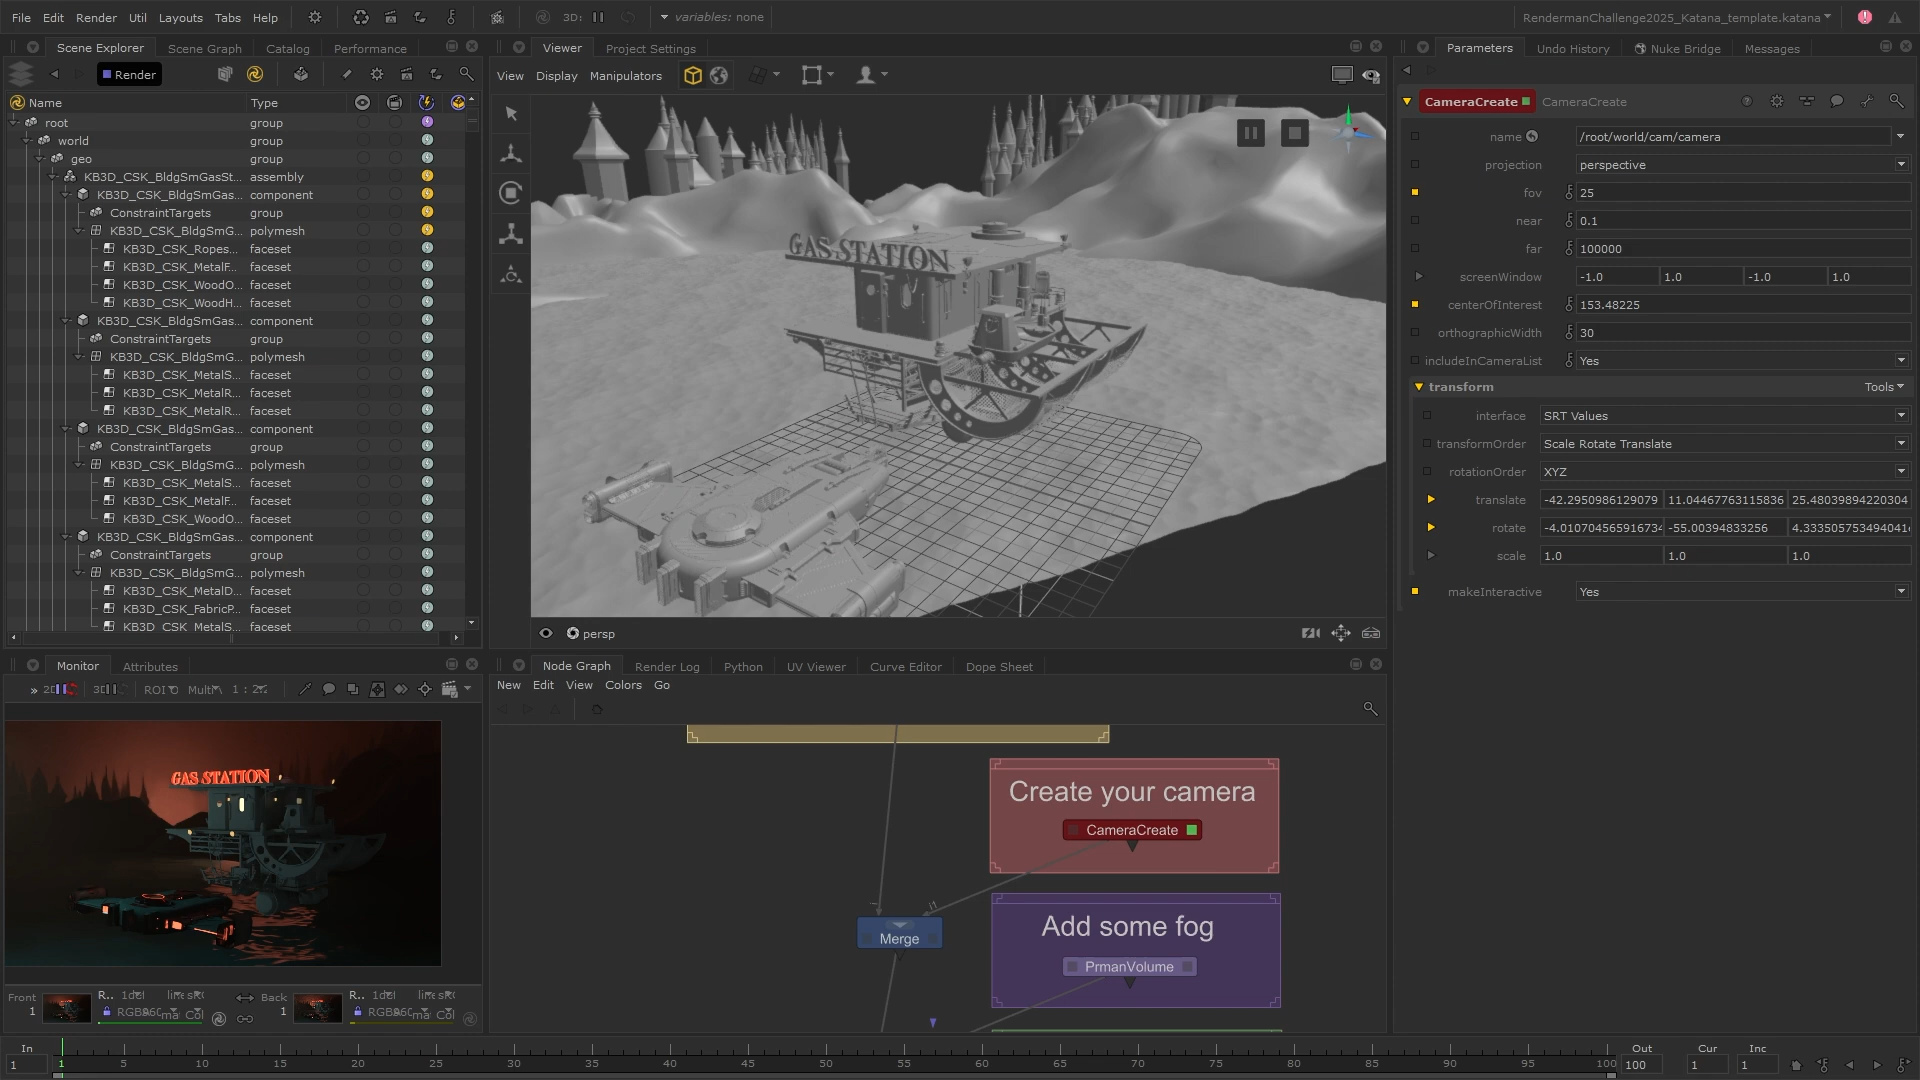 File Edit Render Util Layouts Tabs Help
3D:
variables: none
RendermanChallenge2025_Katana_template.katana
Scene Explorer Scene Graph Catalog Performance
Render
Name Type
root group
world group
geo group
KB3D_CSK_BldgSmGasSt... assembly
KB3D_CSK_BldgSmGas... component
ConstraintTargets group
KB3D_CSK_BldgSmG... polymesh
KB3D_CSK_Ropes... faceset
KB3D_CSK_MetalF... faceset
KB3D_CSK_WoodO... faceset
KB3D_CSK_WoodH... faceset
KB3D_CSK_BldgSmGas... component
ConstraintTargets group
KB3D_CSK_BldgSmG... polymesh
KB3D_CSK_MetalS... faceset
KB3D_CSK_MetalR... faceset
KB3D_CSK_MetalR... faceset
KB3D_CSK_BldgSmGas... component
ConstraintTargets group
KB3D_CSK_BldgSmG... polymesh
KB3D_CSK_MetalS... faceset
KB3D_CSK_MetalF... faceset
KB3D_CSK_WoodO... faceset
KB3D_CSK_BldgSmGas... component
ConstraintTargets group
KB3D_CSK_BldgSmG... polymesh
KB3D_CSK_MetalD... faceset
KB3D_CSK_FabricP... faceset
KB3D_CSK_MetalS... faceset
Viewer Project Settings
View Display Manipulators
GAS STATION
persp
Parameters Undo History Nuke Bridge Messages
CameraCreate CameraCreate
name /root/world/cam/camera
projection perspective
fov 25
near 0.1
far 100000
screenWindow -1.0 1.0 -1.0 1.0
centerOfInterest 153.48225
orthographicWidth 30
includeInCameraList Yes
transform Tools
interface SRT Values
transformOrder Scale Rotate Translate
rotationOrder XYZ
translate -42.2950986129079 11.04467763115836 25.48039894220304
rotate -4.010704565916734 -55.00394833256 4.333505753494041
scale 1.0 1.0 1.0
makeInteractive Yes
Monitor Attributes
ROI
1 : 2
GAS STATION
Front
1
Back
1
R..
R..
Node Graph Render Log Python UV Viewer Curve Editor Dope Sheet
New Edit View Colors Go
Create your camera
CameraCreate
i1
Merge
Add some fog
PrmanVolume
In
1
1 5 10 15 20 25 30 35 40 45 50 55 60 65 70 75 80 85 90 95 100
Out
100
Cur
1
Inc
1